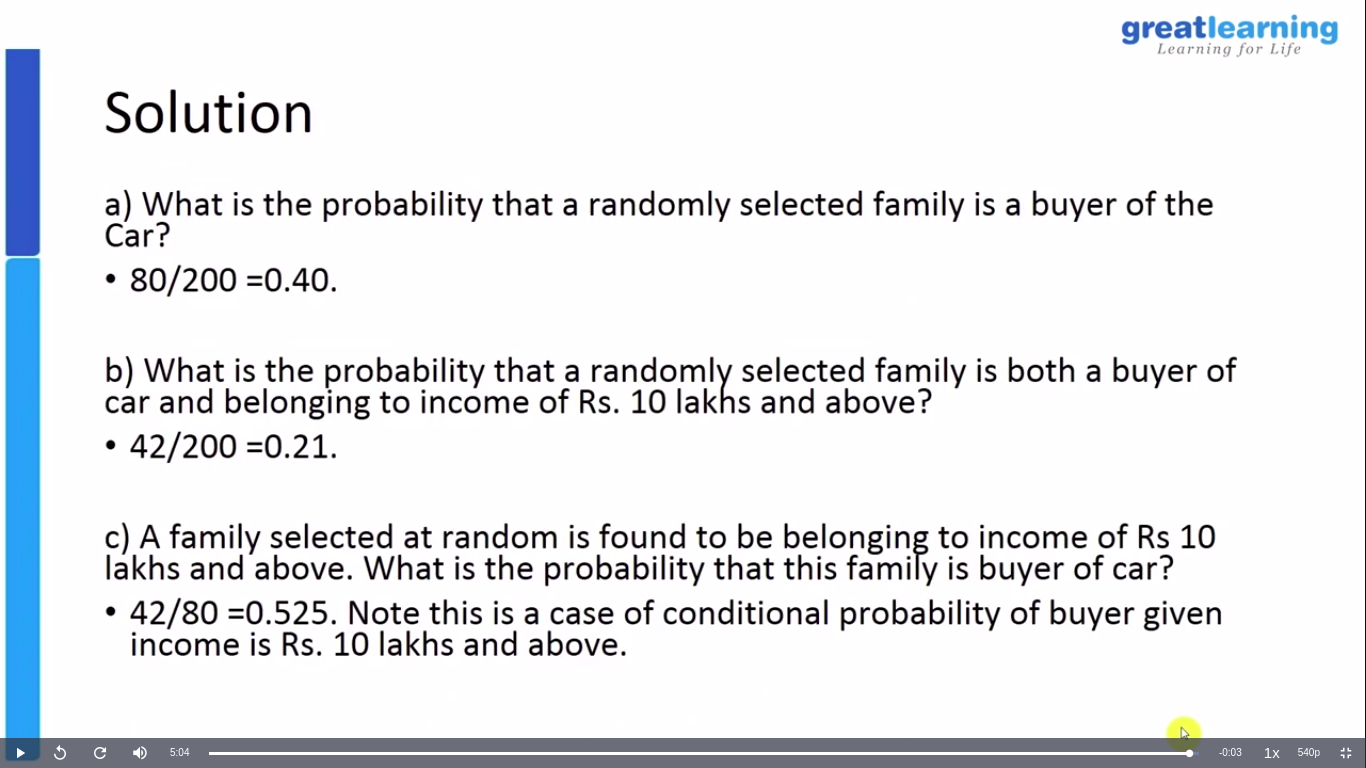 greatlearning
Learning for Life
Solution
a) What is the probability that a randomly selected family is a buyer of the
Car?
• 80/200 =0.40.
b) What is the probability that a randomly selected family is both a buyer of
car and belonging to income of Rs. 10 lakhs and above?
• 42/200 =0.21.
c) A family selected at random is found to be belonging to income of Rs 10
lakhs and above. What is the probability that this family is buyer of car?
• 42/80 =0.525. Note this is a case of conditional probability of buyer given
income is Rs. 10 lakhs and above.
5:04 -0:03 1x 540p